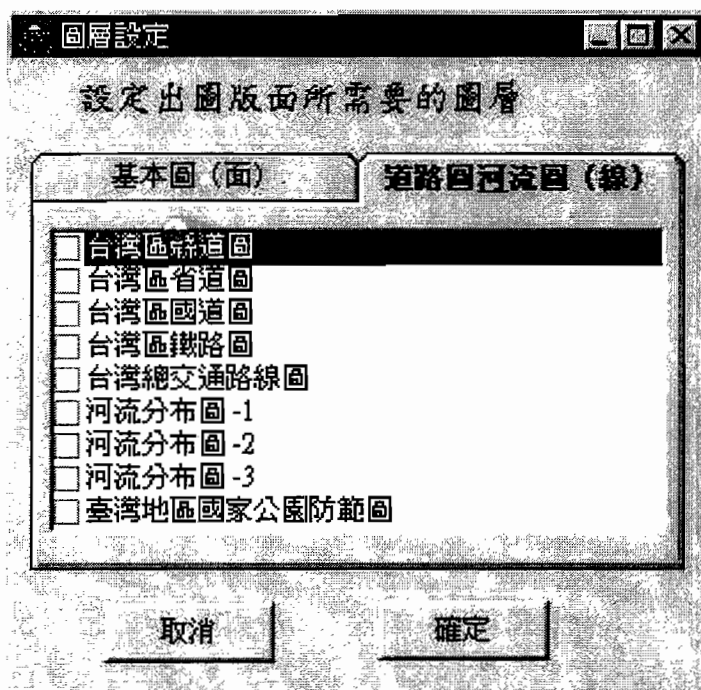 圖層設定
設定出圖版面所需要的圖層
基本圖（面）
道路圖河流圖（線）
台灣區縣道圖
台灣區省道圖
台灣區國道圖
台灣區鐵路圖
台灣總交通路線圖
河流分布圖-1
河流分布圖-2
河流分布圖-3
臺灣地區國家公園防範圖
取消
確定